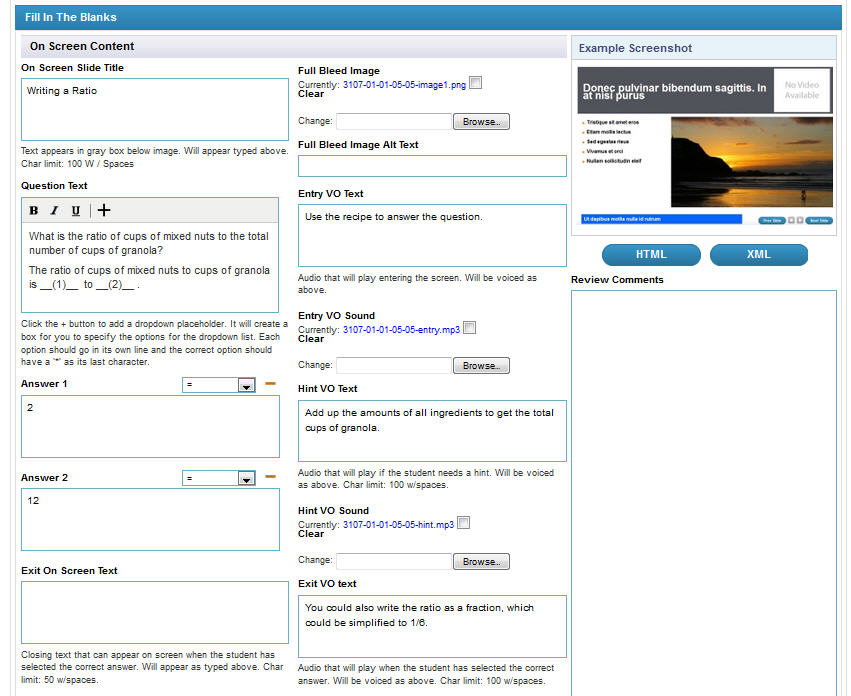 Fill In The Blanks
On Screen Content
On Screen Slide Title
Writing a Ratio
Text appears in gray box below image. Will appear typed above.
Char limit: 100 W / Spaces
Question Text
B I U | +
What is the ratio of cups of mixed nuts to the total
number of cups of granola?
The ratio of cups of mixed nuts to cups of granola
is __(1)__ to __(2)__ .
Click the + button to add a dropdown placeholder. It will create a
box for you to specify the options for the dropdown list. Each
option should go in its own line and the correct option should
have a '*' as its last character.
Answer 1
=
2
Answer 2
=
12
Exit On Screen Text
Closing text that can appear on screen when the student has
selected the correct answer. Will appear as typed above. Char
limit: 50 w/spaces.
Full Bleed Image
Currently: 3107-01-01-05-05-image1.png
Clear
Change:
Browse...
Full Bleed Image Alt Text
Entry VO Text
Use the recipe to answer the question.
Audio that will play entering the screen. Will be voiced as
above.
Entry VO Sound
Currently: 3107-01-01-05-05-entry.mp3
Clear
Change:
Browse...
Hint VO Text
Add up the amounts of all ingredients to get the total
cups of granola.
Audio that will play if the student needs a hint. Will be voiced
as above. Char limit: 100 w/spaces.
Hint VO Sound
Currently: 3107-01-01-05-05-hint.mp3
Clear
Change:
Browse...
Exit VO text
You could also write the ratio as a fraction, which
could be simplified to 1/6.
Audio that will play when the student has selected the correct
answer. Will be voiced as above. Char limit: 100 w/spaces.
Example Screenshot
Donec pulvinar bibendum sagittis. In
at nisl purus
No Video
Available
Tristique sit amet eros
Etiam mollis lectus
Sed egestas risus
Vivamus et orci
Nullam sollicitudin eleif
Ut dapibus mollis nulla id rutrum
Prev Slide
Next Slide
HTML
XML
Review Comments